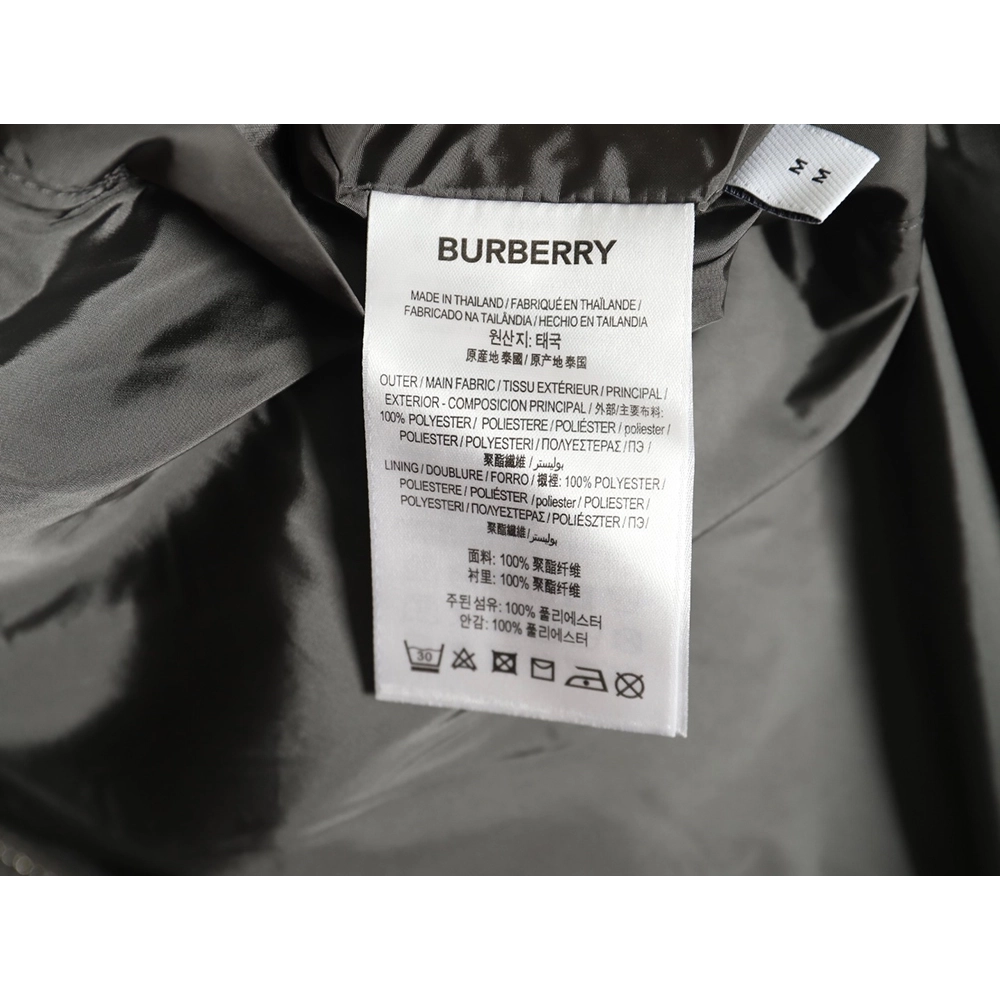 M
M
BURBERRY
MADE IN THAILAND / FABRIQUÉ EN THAÏLANDE /
FABRICADO NA TAILÂNDIA / HECHIO EN TAILANDIA
원산지: 태국
原産地 泰國 / 原产地 泰国
OUTER / MAIN FABRIC / TISSU EXTÉRIEUR / PRINCIPAL /
EXTERIOR - COMPOSICION PRINCIPAL / 外部/主要布料:
100% POLYESTER / POLIESTERE / POLIÉSTER / poliester /
POLIESTER / POLYESTERI / ΠΟΛΥΕΣΤΕΡΑΣ / ПЭ /
聚酯纖維 / بوليستر/
LINING / DOUBLURE / FORRO / 襯裡: 100% POLYESTER /
POLIESTERE / POLIÉSTER / poliester / POLIESTER /
POLYESTERI / ΠΟΛΥΕΣΤΕΡΑΣ / POLIÉSZTER / ПЭ/
聚酯纖維/بوليستر/
面料: 100% 聚酯纤维
衬里: 100% 聚酯纤维
주된 섬유: 100% 폴리에스터
안감: 100% 폴리에스터
30